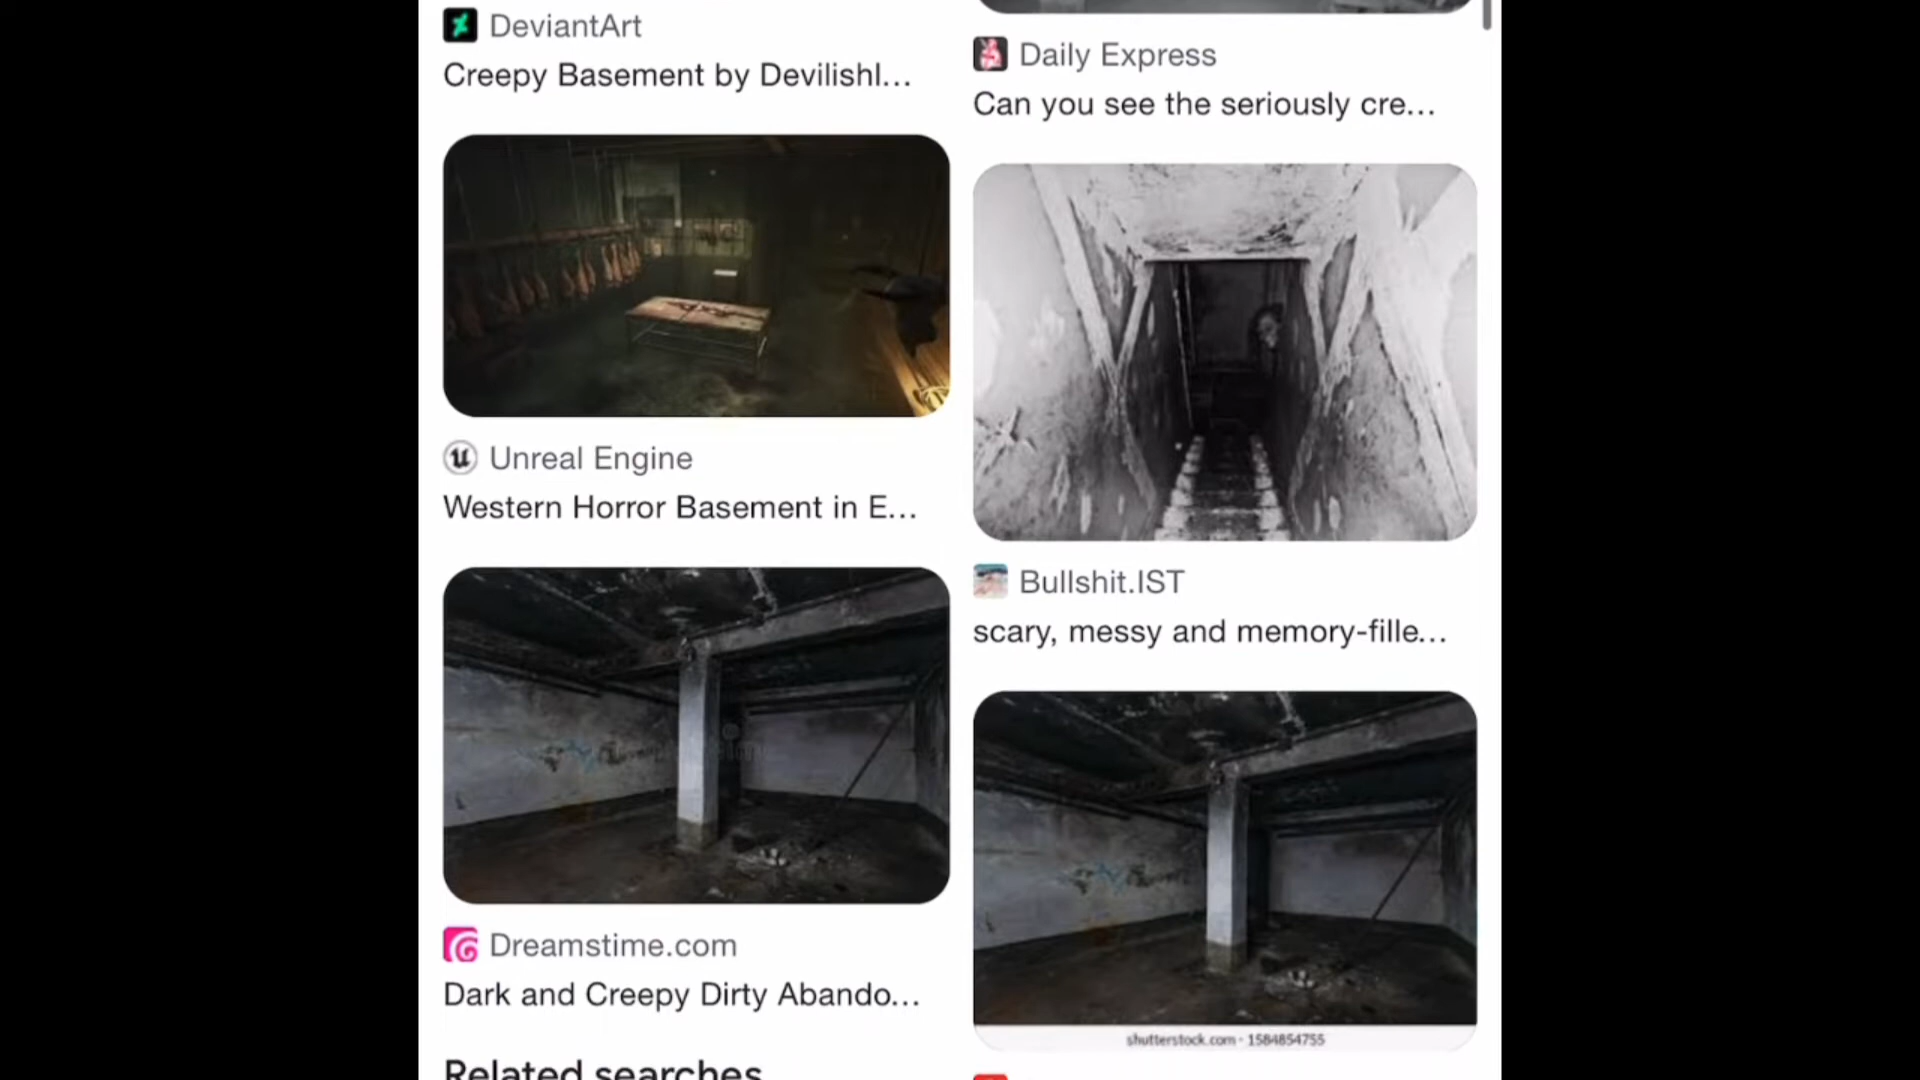 DeviantArt
Creepy Basement by Devilishl...
Unreal Engine
Western Horror Basement in E...
Dreamstime.com
Dark and Creepy Dirty Abando...
Related searches
Daily Express
Can you see the seriously cre...
Bullshit.IST
scary, messy and memory-fille...
shutterstock.com · 1584854755